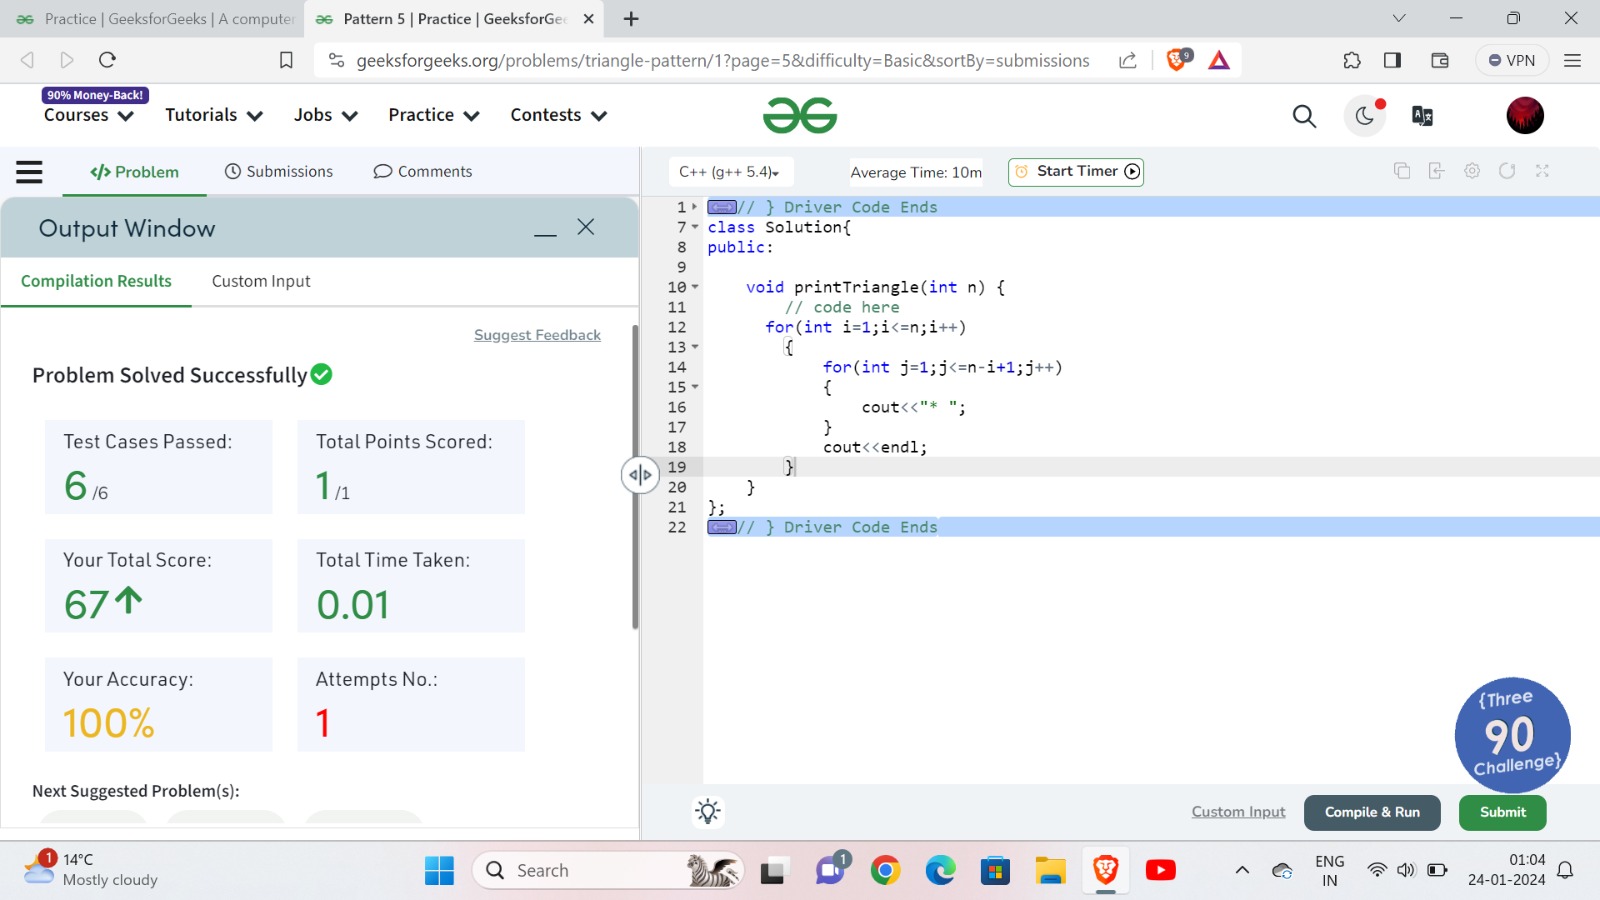 Practice | GeeksforGeeks | A computer
Pattern 5 | Practice | GeeksforGee
geeksforgeeks.org/problems/triangle-pattern/1?page=5&difficulty=Basic&sortBy=submissions
9
VPN
90% Money-Back!
Courses
Tutorials
Jobs
Practice
Contests
</> Problem
Submissions
Comments
C++ (g++ 5.4)
Average Time: 10m
Start Timer
Output Window
Compilation Results
Custom Input
Suggest Feedback
Problem Solved Successfully
Test Cases Passed:
6 /6
Total Points Scored:
1 /1
Your Total Score:
67
Total Time Taken:
0.01
Your Accuracy:
100%
Attempts No.:
1
Next Suggested Problem(s):
1 // } Driver Code Ends
7 class Solution{
8 public:
9
10 void printTriangle(int n) {
11 // code here
12 for(int i=1;i<=n;i++)
13 {
14 for(int j=1;j<=n-i+1;j++)
15 {
16 cout<<"* ";
17 }
18 cout<<endl;
19 }
20 }
21 };
22 // } Driver Code Ends
{Three
90
Challenge}
Custom Input
Compile & Run
Submit
1
14°C
Mostly cloudy
Search
1
ENG
IN
01:04
24-01-2024